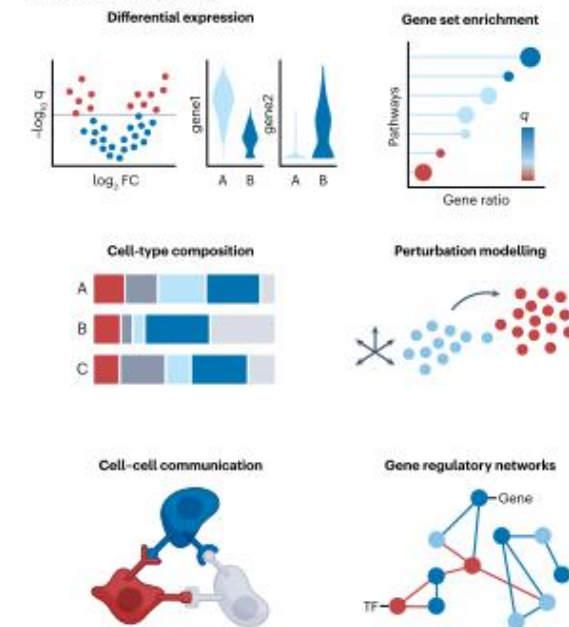 Differential expression
Gene set enrichment
−log₁₀ q
gene1
gene2
A B
A B
log₂ FC
Pathways
q
Gene ratio
Cell-type composition
Perturbation modelling
A
B
C
Cell–cell communication
Gene regulatory networks
Gene
TF